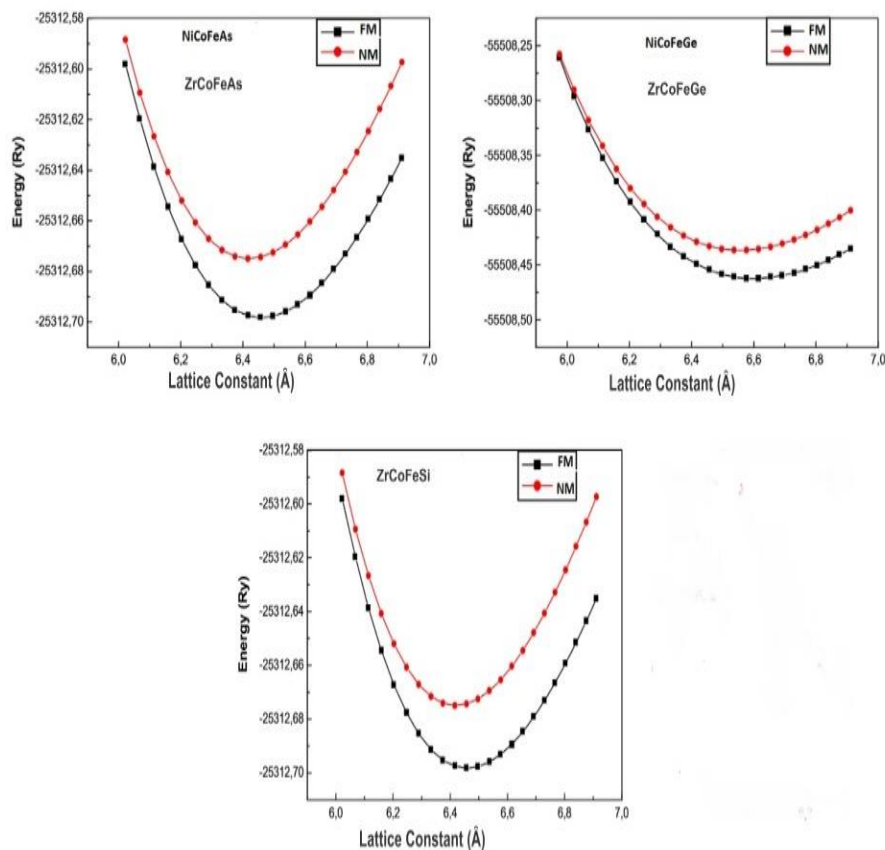 -25312,58
-25312,60
-25312,62
-25312,64
-25312,66
-25312,68
-25312,70
Energy (Ry)
NiCoFeAs
ZrCoFeAs
FM
NM
6,0 6,2 6,4 6,6 6,8 7,0
Lattice Constant (Â)
-55508,25
-55508,30
-55508,35
-55508,40
-55508,45
-55508,50
Energy (Ry)
NiCoFeGe
ZrCoFeGe
FM
NM
6,0 6,2 6,4 6,6 6,8 7,0
Lattice Constant (Â)
-25312,58
-25312,60
-25312,62
-25312,64
-25312,66
-25312,68
-25312,70
Energy (Ry)
ZrCoFeSi
FM
NM
6,0 6,2 6,4 6,6 6,8 7,0
Lattice Constant (Â)